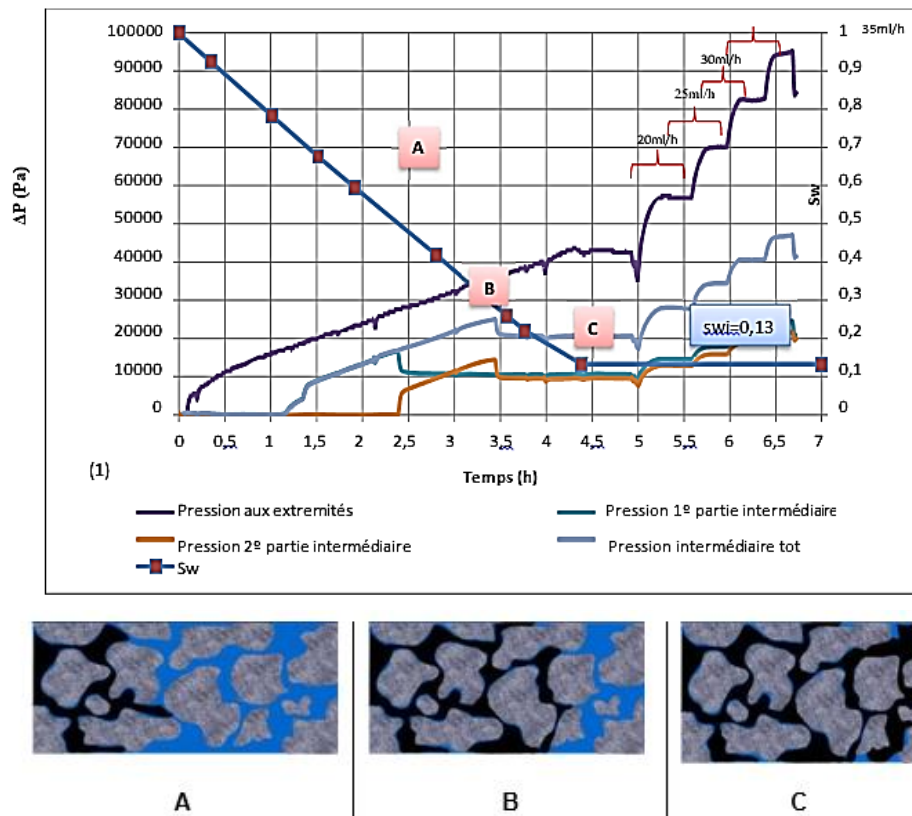 100000
90000
80000
70000
60000
50000
40000
30000
20000
10000
0
ΔP (Pa)
1
0,9
0,8
0,7
0,6
0,5
0,4
0,3
0,2
0,1
0
Sw
35ml/h
30ml/h
25ml/h
20ml/h
A
B
C
swi=0,13
0 0,5 1 1,5 2 2,5 3 3,5 4 4,5 5 5,5 6 6,5 7
(1)
Temps (h)
Pression aux extremités
Pression 1º partie intermédiaire
Pression 2º partie intermédiaire
Pression intermédiaire tot
Sw
A B C